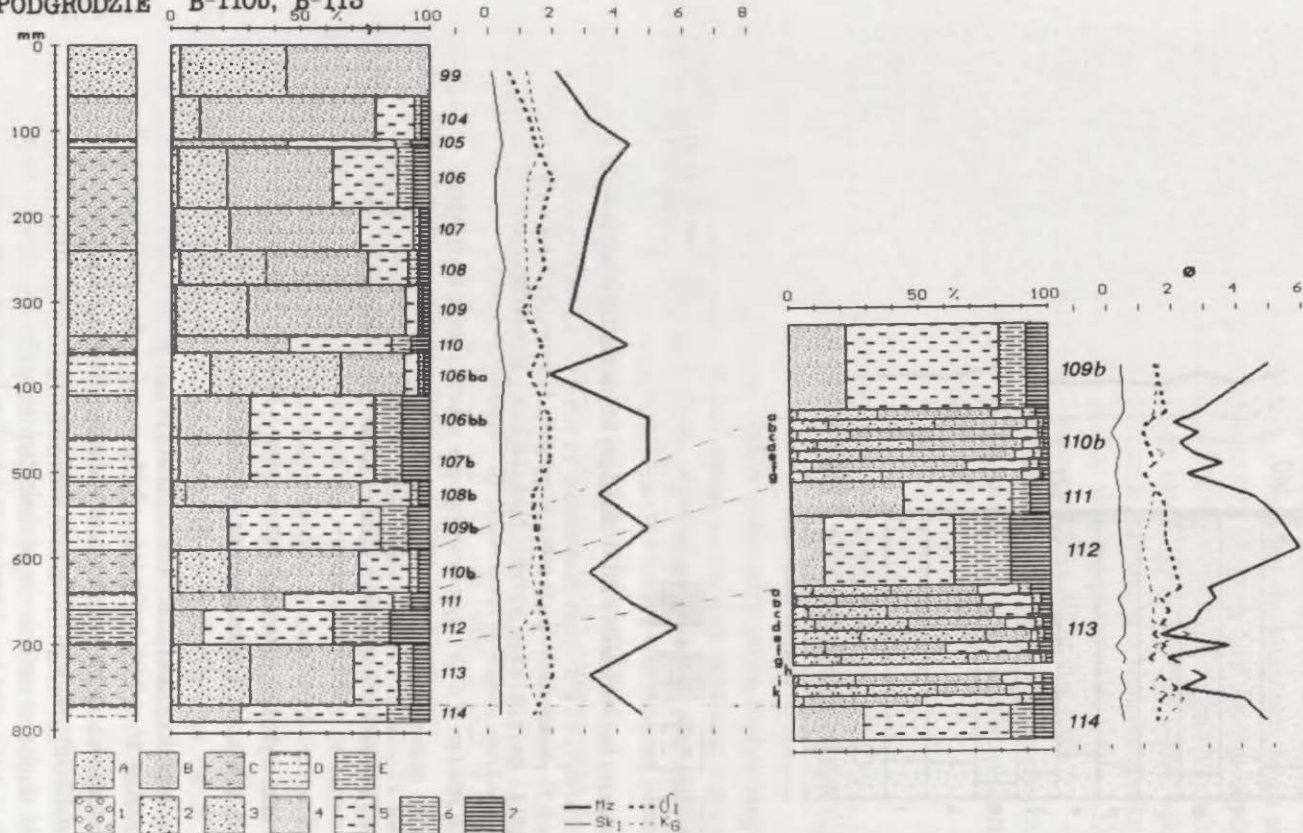 PODGRODZIE B-110b, B-113
0 50 % 100
0 2 4 6 8
mm
0
100
200
300
400
500
600
700
800
99
104
105
106
107
108
109
110
106ba
106bb
107b
108b
109b
110b
111
112
113
114
0 50 % 100
ø
0 2 4 6
a
b
c
d
e
f
g
109b
110b
111
112
a
b
c
d
e
f
g
h
i
k
113
114
A B C D E
1 2 3 4 5 6 7
Mz δI
SkI KG